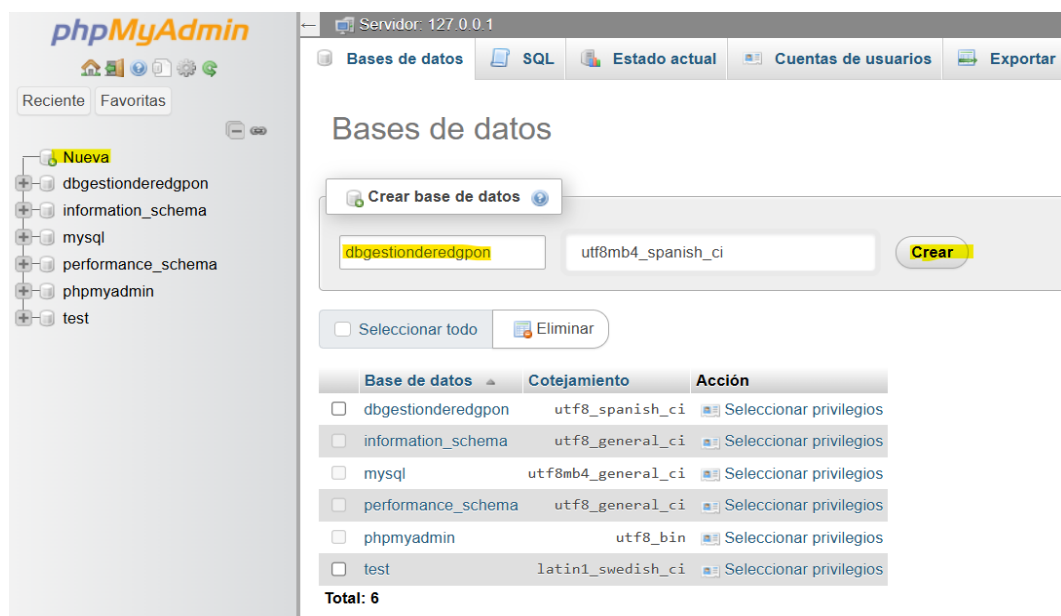 phpMyAdmin
Reciente Favoritas
Nueva
dbgestionderedgpon
information_schema
mysql
performance_schema
phpmyadmin
test
Servidor: 127.0.0.1
Bases de datos SQL Estado actual Cuentas de usuarios Exportar
Bases de datos
Crear base de datos
dbgestionderedgpon utf8mb4_spanish_ci Crear
Seleccionar todo Eliminar
Base de datos Cotejamiento Acción
dbgestionderedgpon utf8_spanish_ci Seleccionar privilegios
information_schema utf8_general_ci Seleccionar privilegios
mysql utf8mb4_general_ci Seleccionar privilegios
performance_schema utf8_general_ci Seleccionar privilegios
phpmyadmin utf8_bin Seleccionar privilegios
test latin1_swedish_ci Seleccionar privilegios
Total: 6